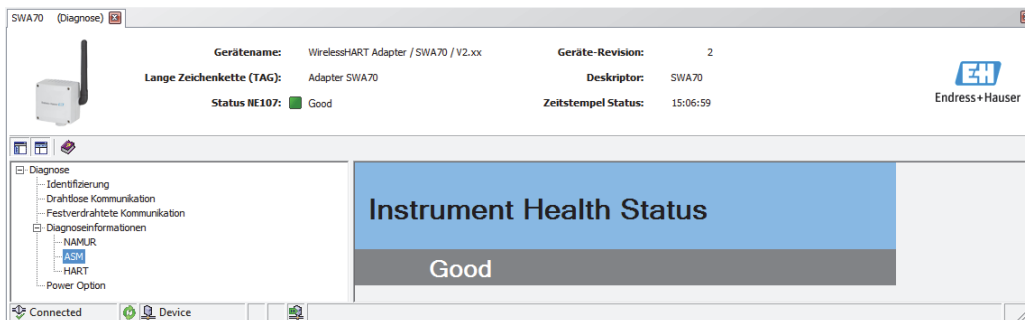 SWA70 (Diagnose)
Gerätename: WirelessHART Adapter / SWA70 / V2.xx Geräte-Revision: 2
Lange Zeichenkette (TAG): Adapter SWA70 Deskriptor: SWA70
Status NE107: Good Zeitstempel Status: 15:06:59
EH
Endress+Hauser
Diagnose
Identifizierung
Drahtlose Kommunikation
Festverdrahtete Kommunikation
Diagnoseinformationen
NAMUR
ASM
HART
Power Option
Instrument Health Status
Good
Connected Device